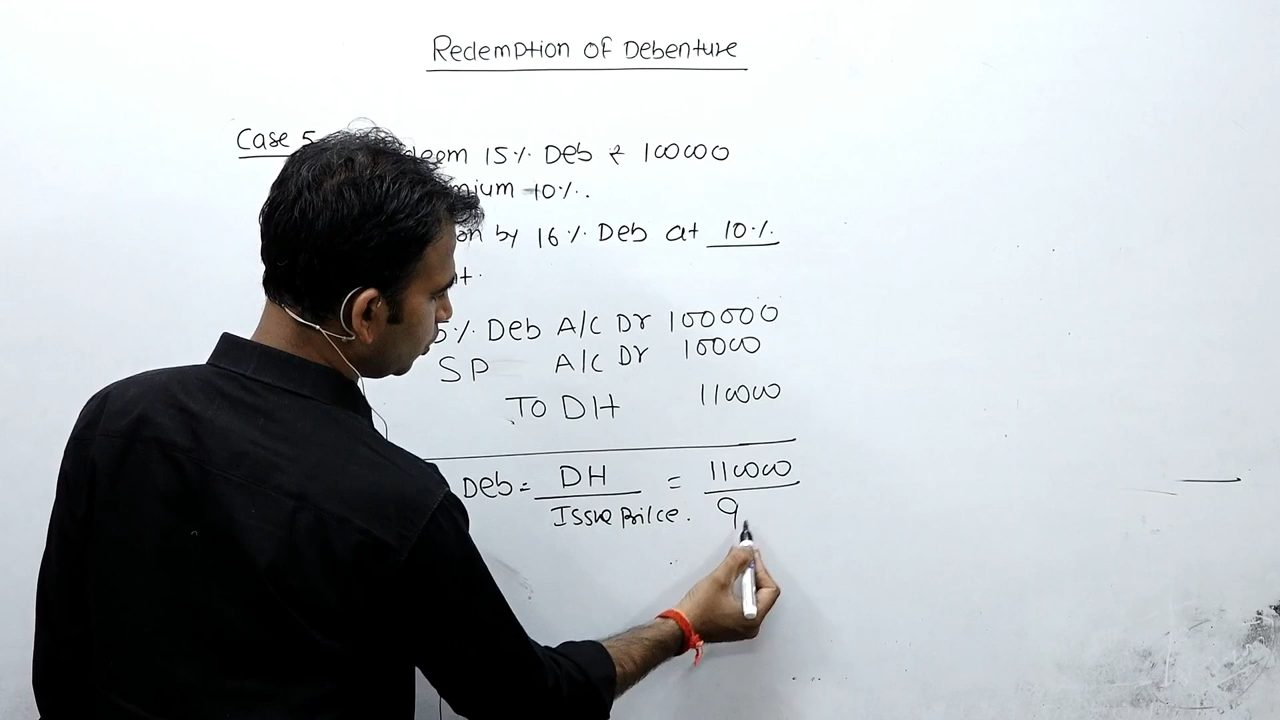 Redemption of Debenture
Case 5 deem 15% Deb ₹ 100000
mium 10%.
on by 16% Deb at 10%.
t.
5% Deb A/C Dr 100000
SP A/C Dr 10000
To DH 110000
Deb = DH / Issue Price. = 110000 / 9